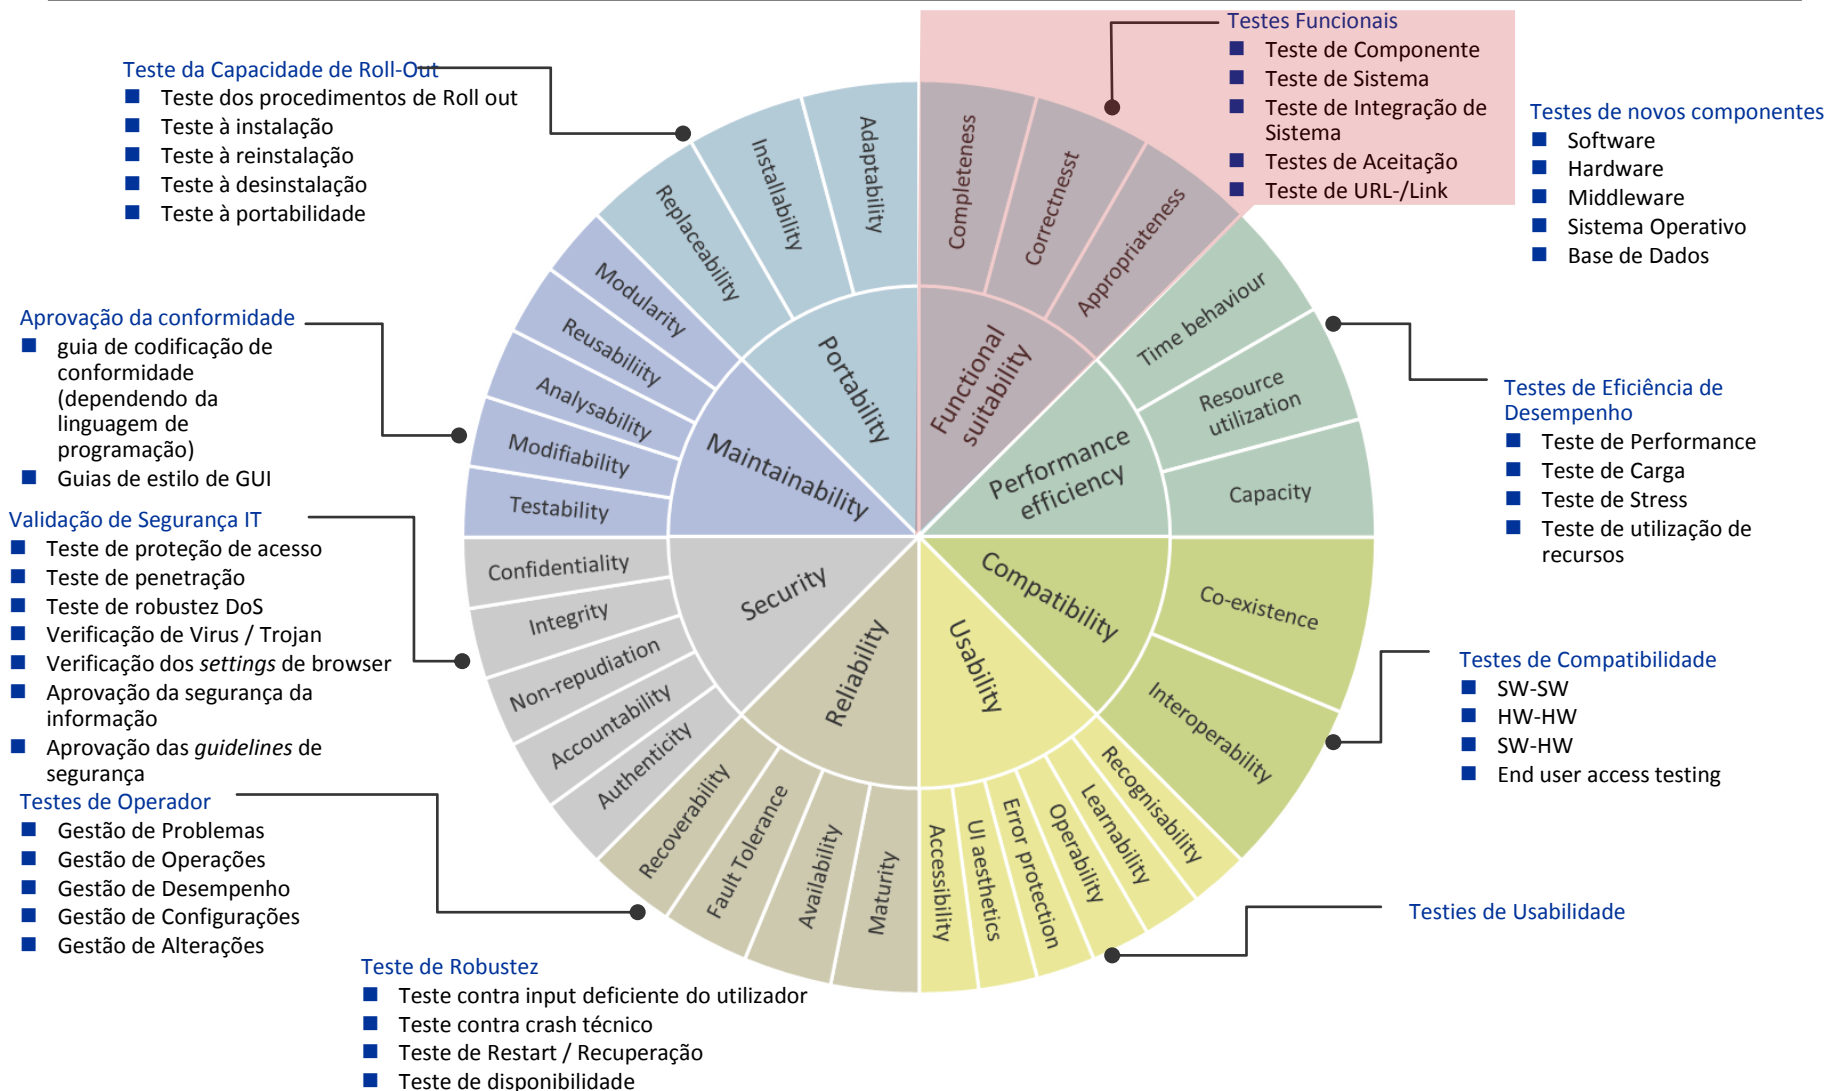 Testes Funcionais
Teste de Componente
Teste de Sistema
Teste de Integração de
Sistema
Testes de Aceitação
Teste de URL-/Link
Teste da Capacidade de Roll-Out
Teste dos procedimentos de Roll out
Teste à instalação
Teste à reinstalação
Teste à desinstalação
Teste à portabilidade
Testes de novos componentes
Software
Hardware
Middleware
Sistema Operativo
Base de Dados
Aprovação da conformidade
guia de codificação de
conformidade
(dependendo da
linguagem de
programação)
Guias de estilo de GUI
Testes de Eficiência de
Desempenho
Teste de Performance
Teste de Carga
Teste de Stress
Teste de utilização de
recursos
Validação de Segurança IT
Teste de proteção de acesso
Teste de penetração
Teste de robustez DoS
Verificação de Virus / Trojan
Verificação dos settings de browser
Aprovação da segurança da
informação
Aprovação das guidelines de
segurança
Testes de Compatibilidade
SW-SW
HW-HW
SW-HW
End user access testing
Testes de Operador
Gestão de Problemas
Gestão de Operações
Gestão de Desempenho
Gestão de Configurações
Gestão de Alterações
Testies de Usabilidade
Teste de Robustez
Teste contra input deficiente do utilizador
Teste contra crash técnico
Teste de Restart / Recuperação
Teste de disponibilidade
Functional
suitability
Completeness
Correctnesst
Appropriateness
Performance
efficiency
Time behaviour
Resource
utilization
Capacity
Compatibility
Co-existence
Interoperability
Usability
Recognisability
Learnability
Operability
Error protection
UI aesthetics
Accessibility
Reliability
Maturity
Availability
Fault Tolerance
Recoverability
Security
Authenticity
Accountability
Non-repudiation
Integrity
Confidentiality
Maintainability
Testability
Modifiability
Analysability
Reusability
Modularity
Portability
Replaceability
Installability
Adaptability